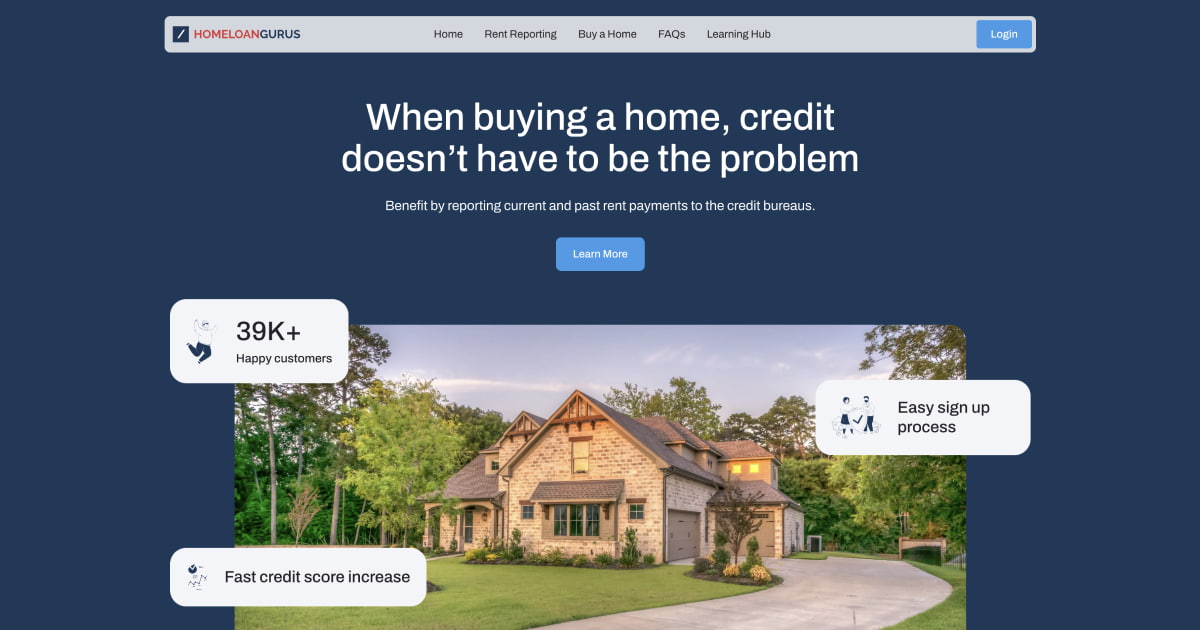 HOMELOANGURUS
Home
Rent Reporting
Buy a Home
FAQs
Learning Hub
Login
When buying a home, credit
doesn’t have to be the problem
Benefit by reporting current and past rent payments to the credit bureaus.
Learn More
39K+
Happy customers
Easy sign up
process
Fast credit score increase